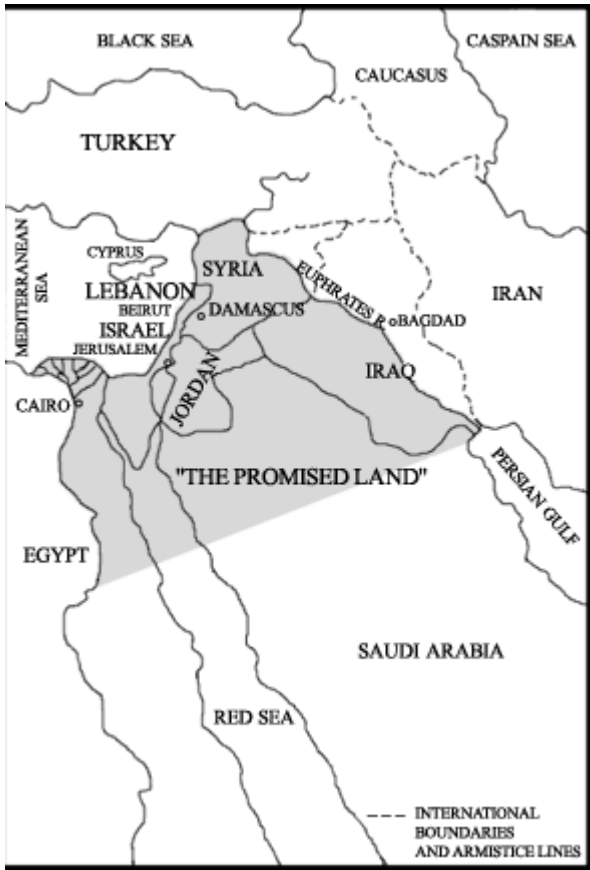 BLACK SEA
CASPAIN SEA
CAUCASUS
TURKEY
MEDITERRANEAN
SEA
CYPRUS
SYRIA
LEBANON
BEIRUT
DAMASCUS
ISRAEL
JERUSALEM
EUPHRATES R.
BAGDAD
IRAN
JORDAN
IRAQ
CAIRO
"THE PROMISED LAND"
PERSIAN GULF
EGYPT
SAUDI ARABIA
RED SEA
INTERNATIONAL
BOUNDARIES
AND ARMISTICE LINES